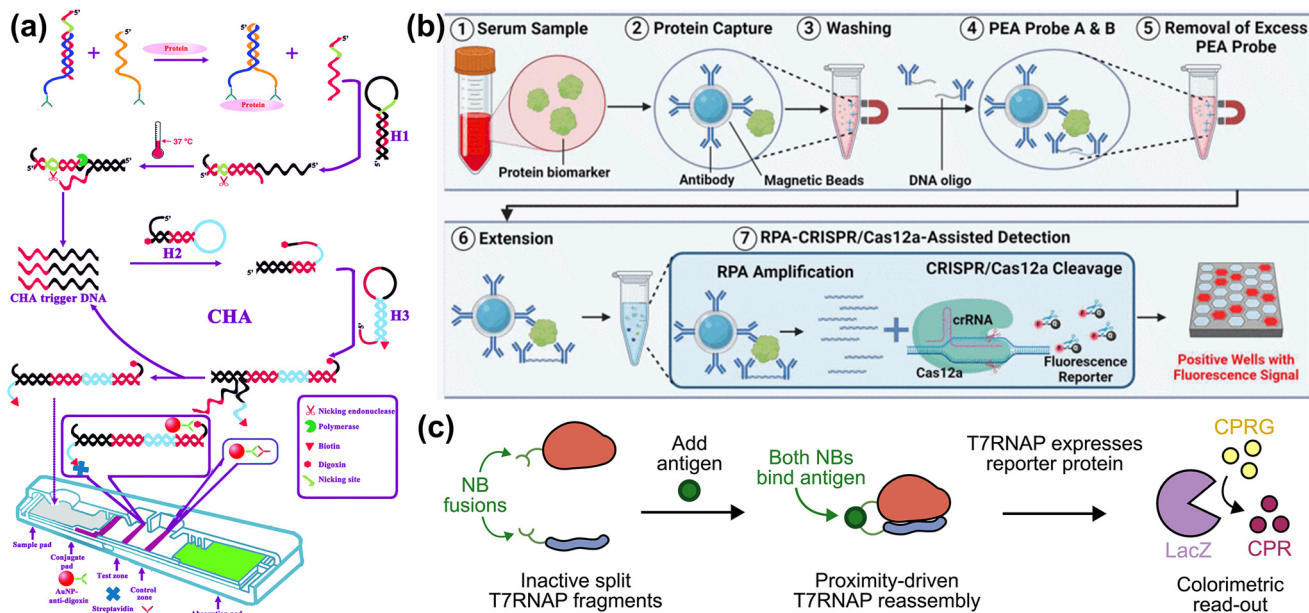 (a)
5'
5'
+
Protein
Protein
H1
5'
37 °C
5'
5'
5'
5'
5'
H2
5'
CHA trigger DNA
CHA
H3
Nicking endonuclease
Polymerase
Biotin
Digoxin
Nicking site
Sample pad
Conjugate
pad
Test zone
Control
zone
AuNP-
anti-digoxin
Streptavidin
(b)
1 Serum Sample
2 Protein Capture
3 Washing
4 PEA Probe A & B
5 Removal of Excess
PEA Probe
Protein biomarker
Antibody
Magnetic Beads
DNA oligo
6 Extension
7 RPA-CRISPR/Cas12a-Assisted Detection
RPA Amplification
CRISPR/Cas12a Cleavage
+
crRNA
Cas12a
F
Q
Fluorescence
Reporter
Positive Wells with
Fluorescence Signal
(c)
NB
fusions
Inactive split
T7RNAP fragments
Add
antigen
Both NBs
bind antigen
Proximity-driven
T7RNAP reassembly
T7RNAP expresses
reporter protein
CPRG
LacZ
CPR
Colorimetric
read-out